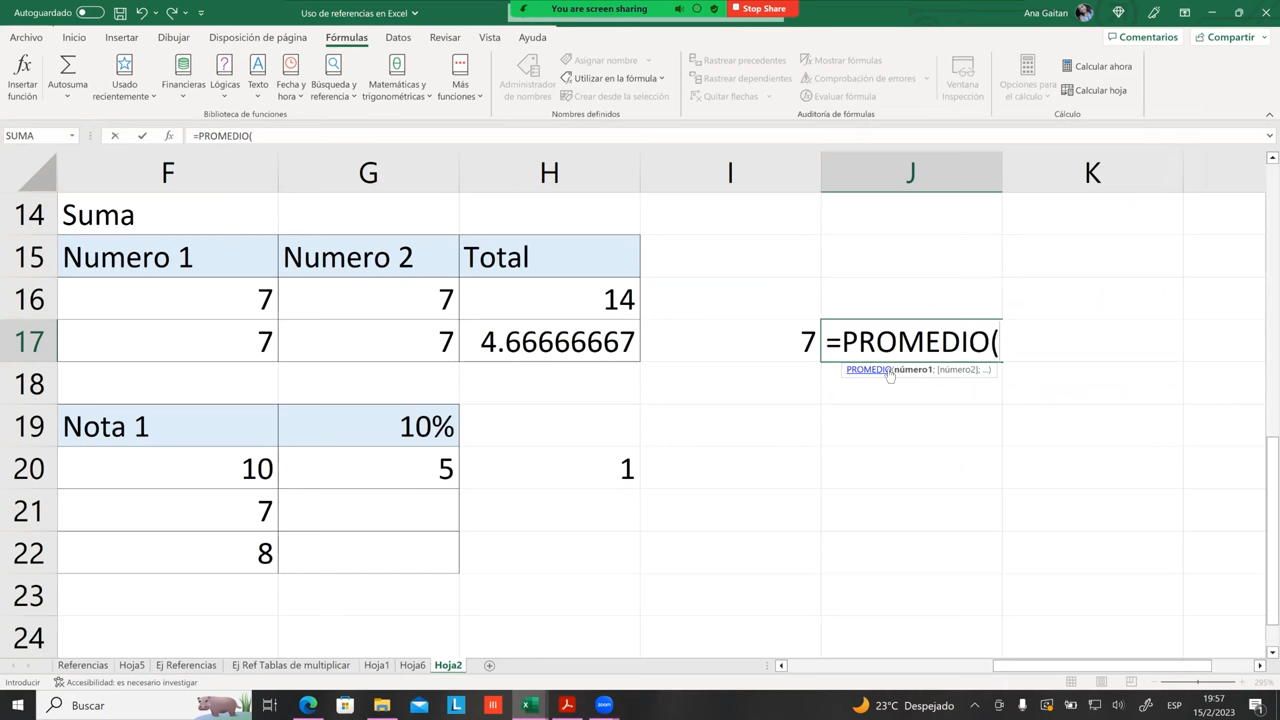 Autoguardado
Uso de referencias en Excel
You are screen sharing
Stop Share
Ana Gaitan
Archivo Inicio Insertar Dibujar Disposición de página Fórmulas Datos Revisar Vista Ayuda
Comentarios
Compartir
Insertar función
Autosuma
Usado recientemente
Financieras
Lógicas
Texto
Fecha y hora
Búsqueda y referencia
Matemáticas y trigonométricas
Más funciones
Biblioteca de funciones
Administrador de nombres
Asignar nombre
Utilizar en la fórmula
Crear desde la selección
Nombres definidos
Rastrear precedentes
Rastrear dependientes
Quitar flechas
Mostrar fórmulas
Comprobación de errores
Evaluar fórmula
Auditoría de fórmulas
Ventana Inspección
Opciones para el cálculo
Calcular ahora
Calcular hoja
Cálculo
SUMA fx =PROMEDIO(
F G H I J K
14 Suma
15 Numero 1 Numero 2 Total
16 7 7 14
17 7 7 4.66666667 7 =PROMEDIO(
PROMEDIO(número1; [número2]; ...)
18
19 Nota 1 10%
20 10 5 1
21 7
22 8
23
24
Referencias Hoja5 Ej Referencias Ej Ref Tablas de multiplicar Hoja1 Hoja6 Hoja2
Introducir Accesibilidad: es necesario investigar 295%
Buscar 23°C Despejado ESP 19:57
15/2/2023